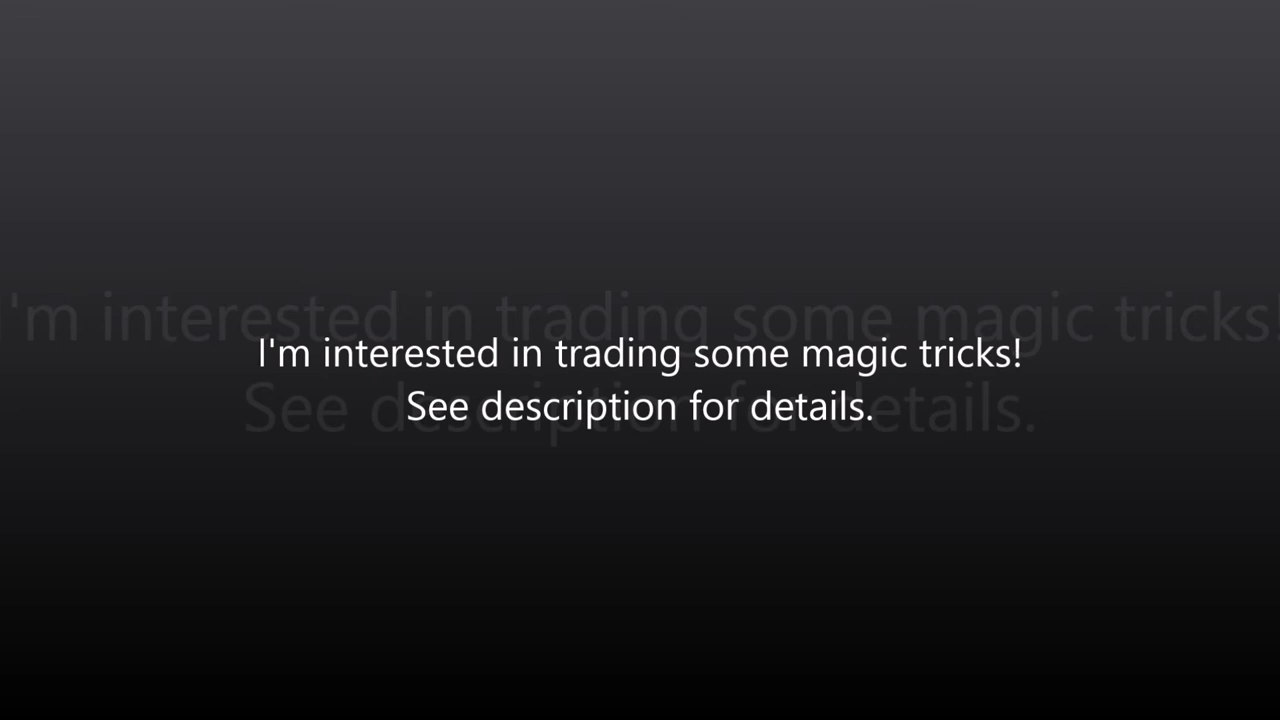 I'm interested in trading some magic tricks!
See description for details.